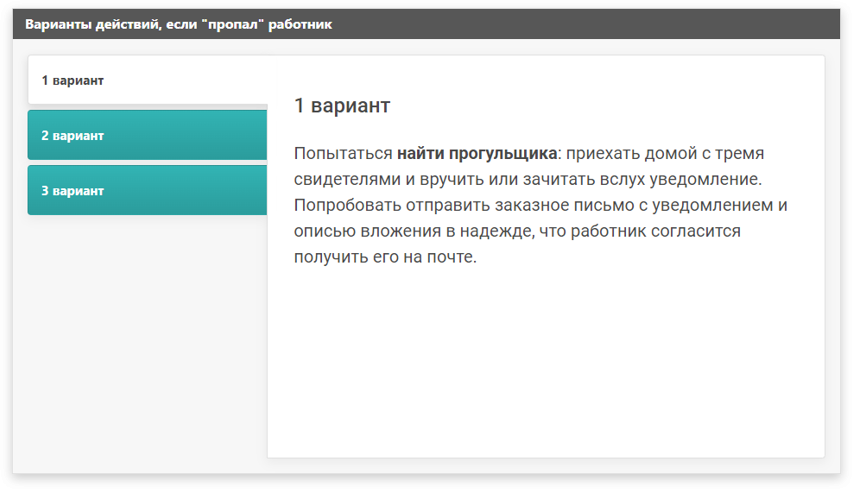 Варианты действий, если "пропал" работник
1 вариант
2 вариант
3 вариант
1 вариант
Попытаться найти прогульщика: приехать домой с тремя
свидетелями и вручить или зачитать вслух уведомление.
Попробовать отправить заказное письмо с уведомлением и
описью вложения в надежде, что работник согласится
получить его на почте.